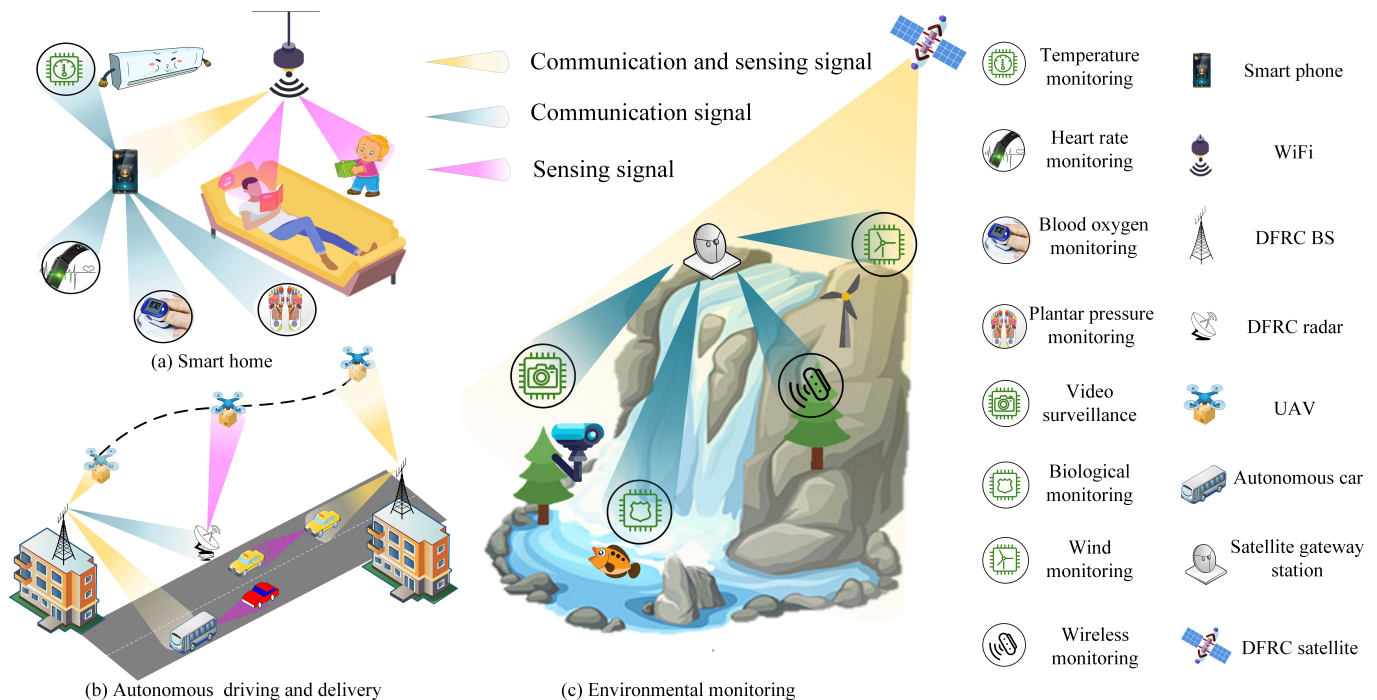 Communication and sensing signal
Communication signal
Sensing signal
(a) Smart home
(b) Autonomous driving and delivery
(c) Environmental monitoring
Temperature
monitoring
Smart phone
Heart rate
monitoring
WiFi
Blood oxygen
monitoring
DFRC BS
Plantar pressure
monitoring
DFRC radar
Video
surveillance
UAV
Biological
monitoring
Autonomous car
Wind
monitoring
Satellite gateway
station
Wireless
monitoring
DFRC satellite